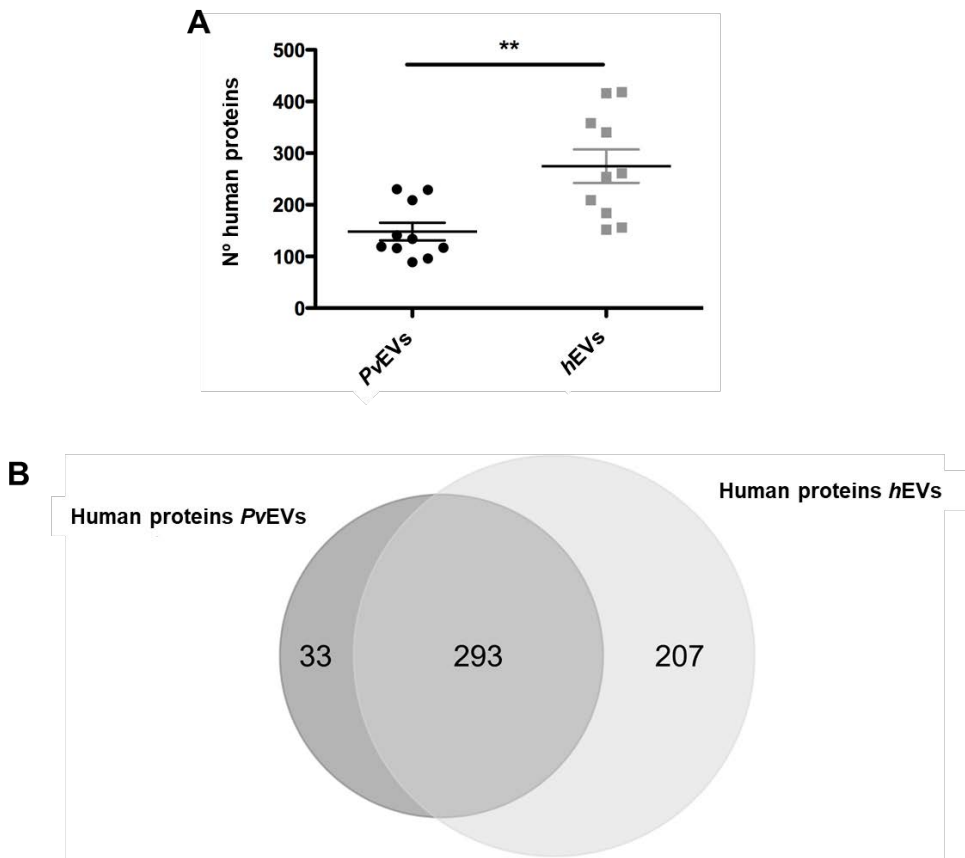 A
Nº human proteins
500
**
400
300
200
100
0
PvEVs
hEVs
B
Human proteins hEVs
Human proteins PvEVs
33
293
207